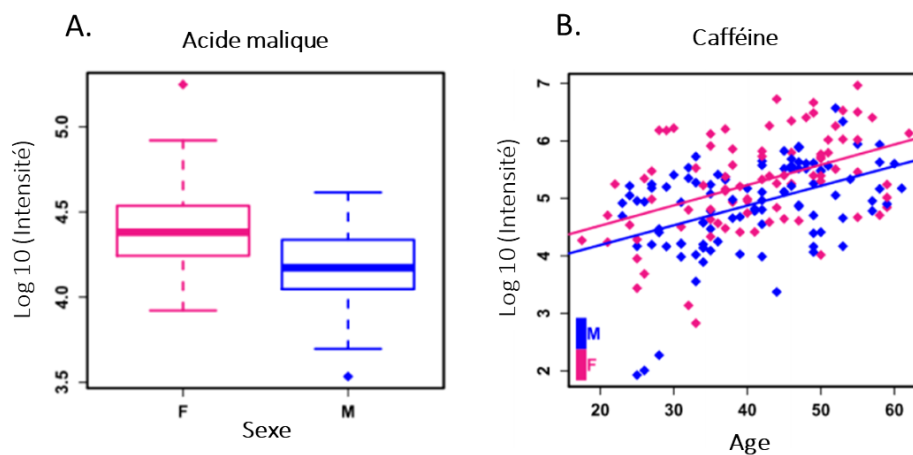 A.
Acide malique
Log 10 (Intensité)
5.0
4.5
4.0
3.5
F
M
Sexe
B.
Cafféine
Log 10 (Intensité)
7
6
5
4
3
2
M
F
20
30
40
50
60
Age